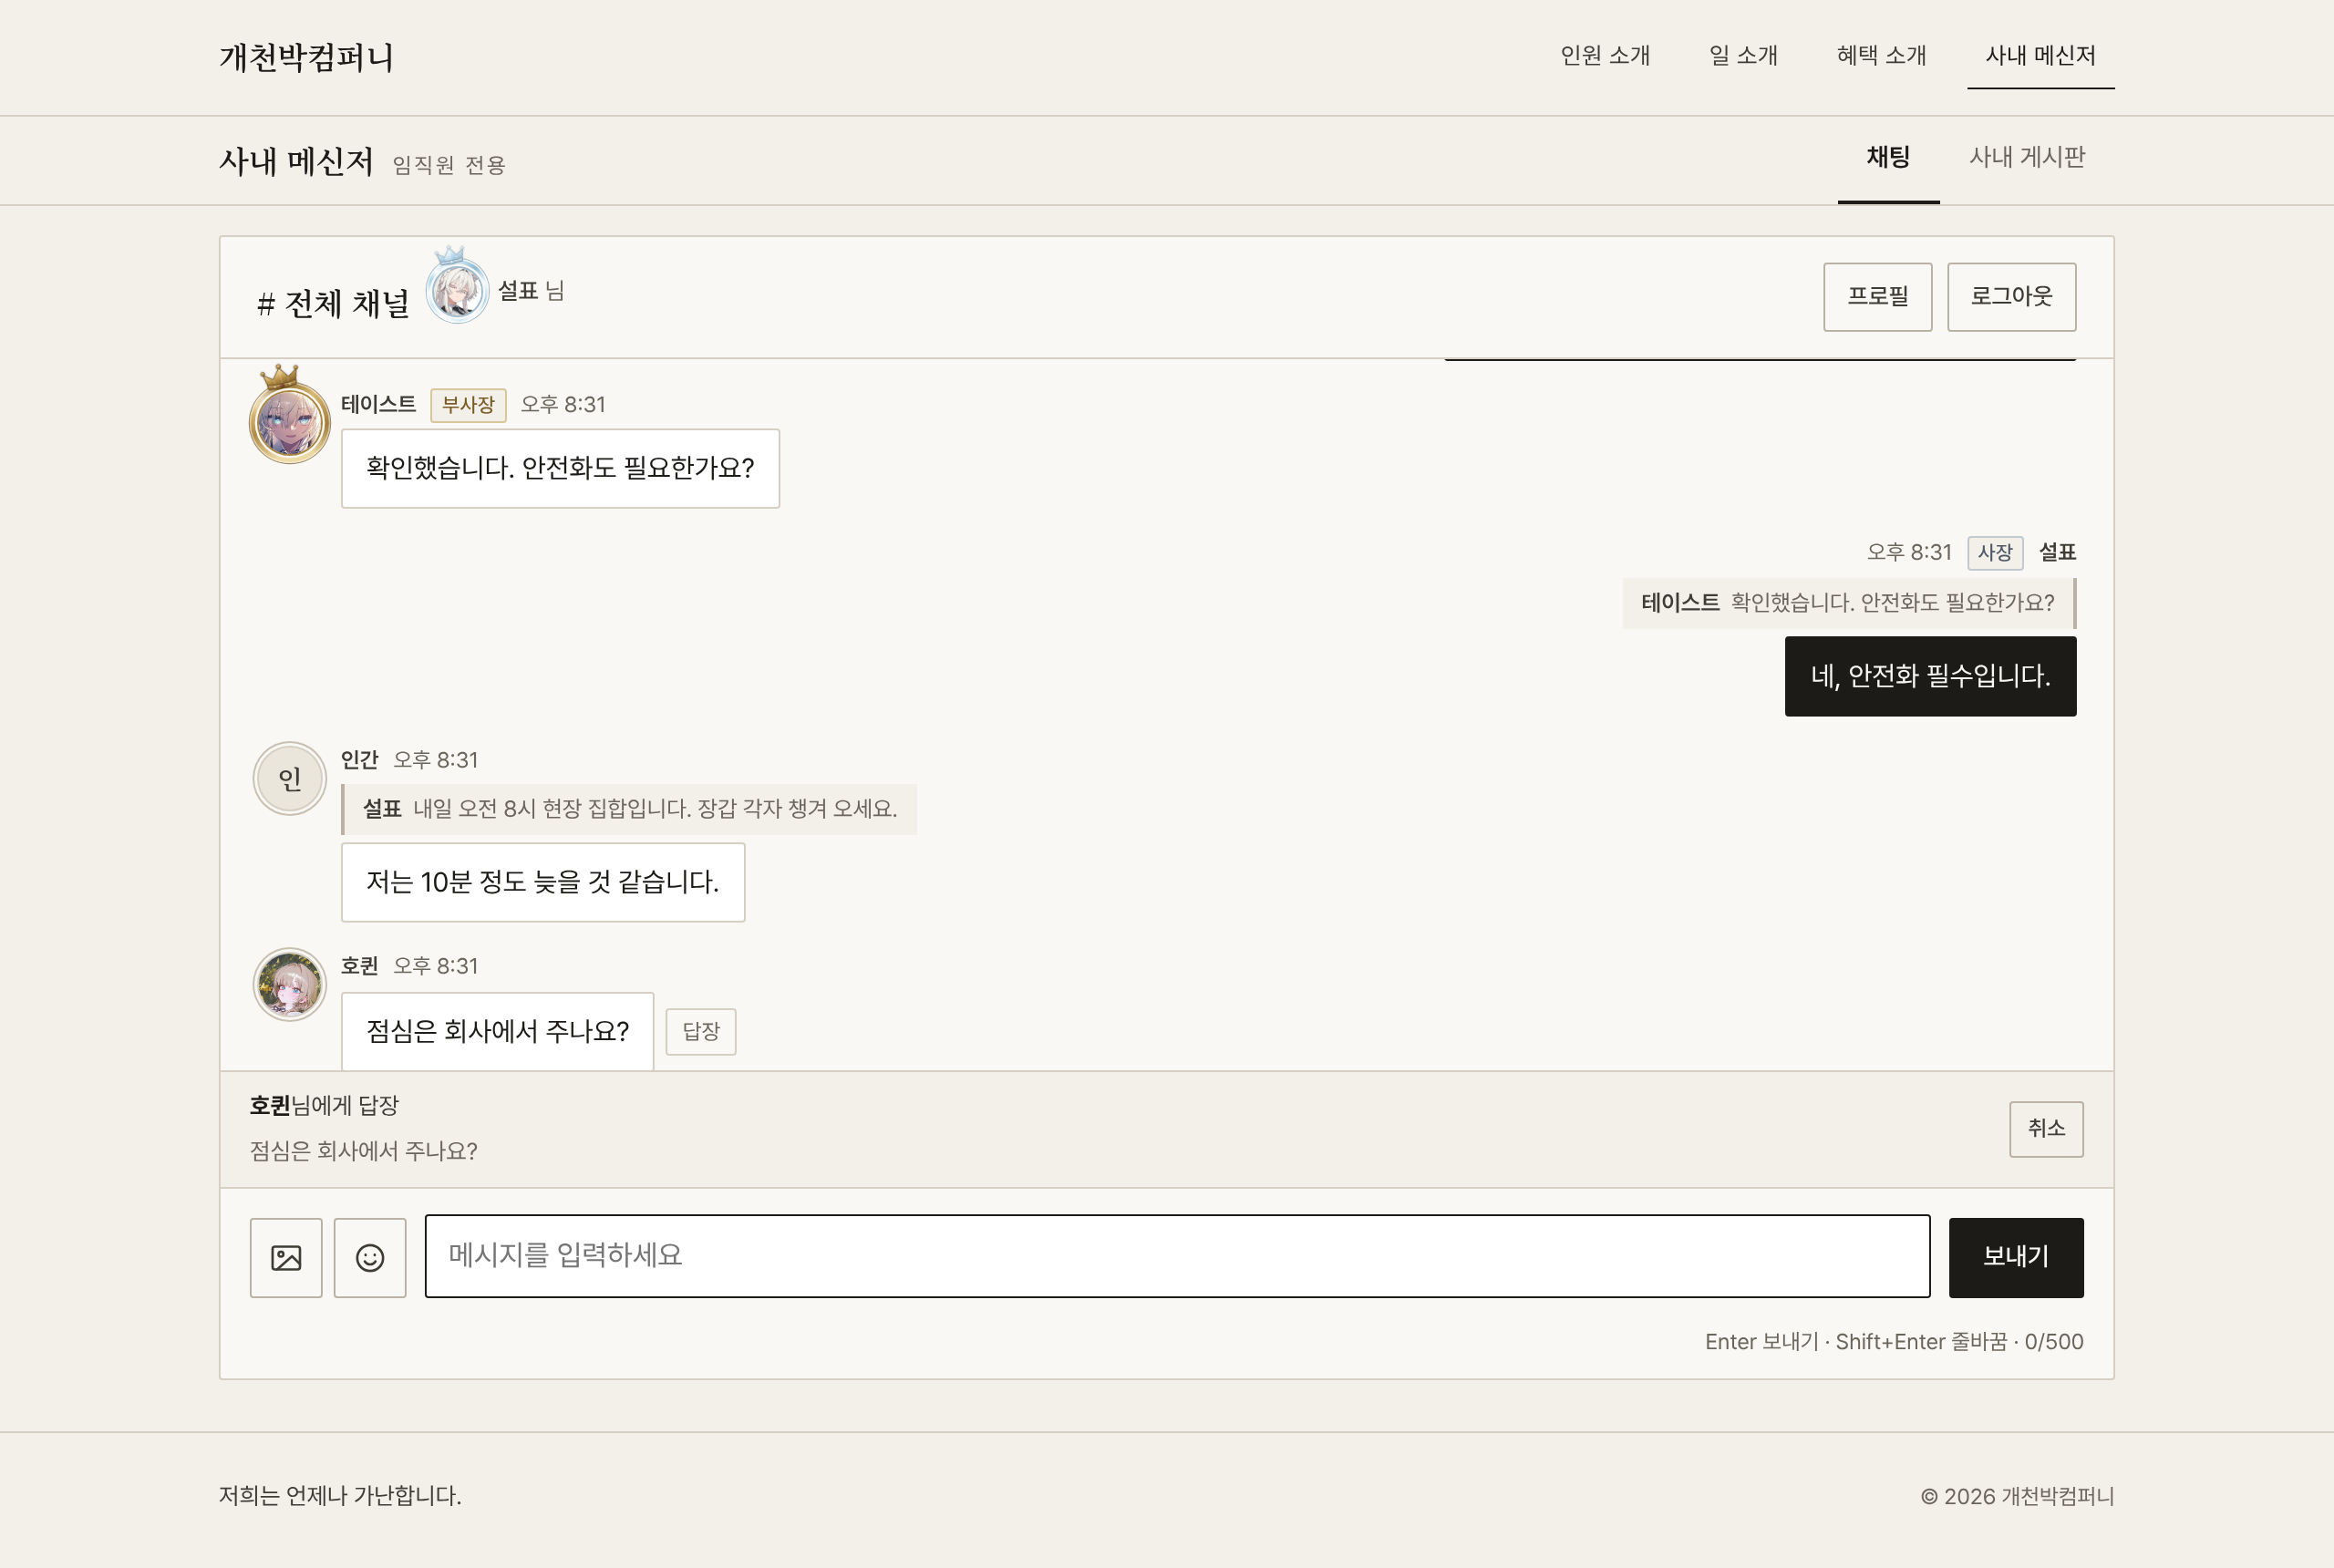 개천박컴퍼니
인원 소개 일 소개 혜택 소개 사내 메신저
사내 메신저 임직원 전용
채팅 사내 게시판
# 전체 채널 설표 님
프로필 로그아웃
테이스트 부사장 오후 8:31
확인했습니다. 안전화도 필요한가요?
오후 8:31 사장 설표
테이스트 확인했습니다. 안전화도 필요한가요?
네, 안전화 필수입니다.
인
인간 오후 8:31
설표 내일 오전 8시 현장 집합입니다. 장갑 각자 챙겨 오세요.
저는 10분 정도 늦을 것 같습니다.
호퀸 오후 8:31
점심은 회사에서 주나요? 답장
호퀸님에게 답장
점심은 회사에서 주나요?
취소
메시지를 입력하세요
보내기
Enter 보내기 · Shift+Enter 줄바꿈 · 0/500
저희는 언제나 가난합니다.
© 2026 개천박컴퍼니